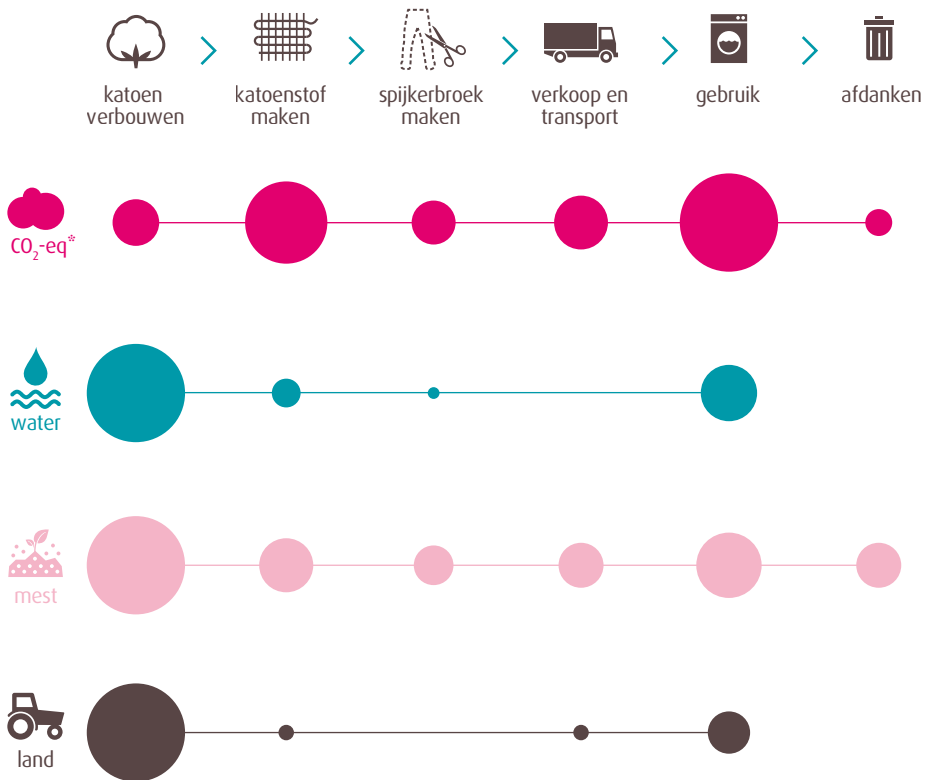 katoen
verbouwen
katoenstof
maken
spijkerbroek
maken
verkoop en
transport
gebruik
afdanken
CO₂-eq*
water
mest
land